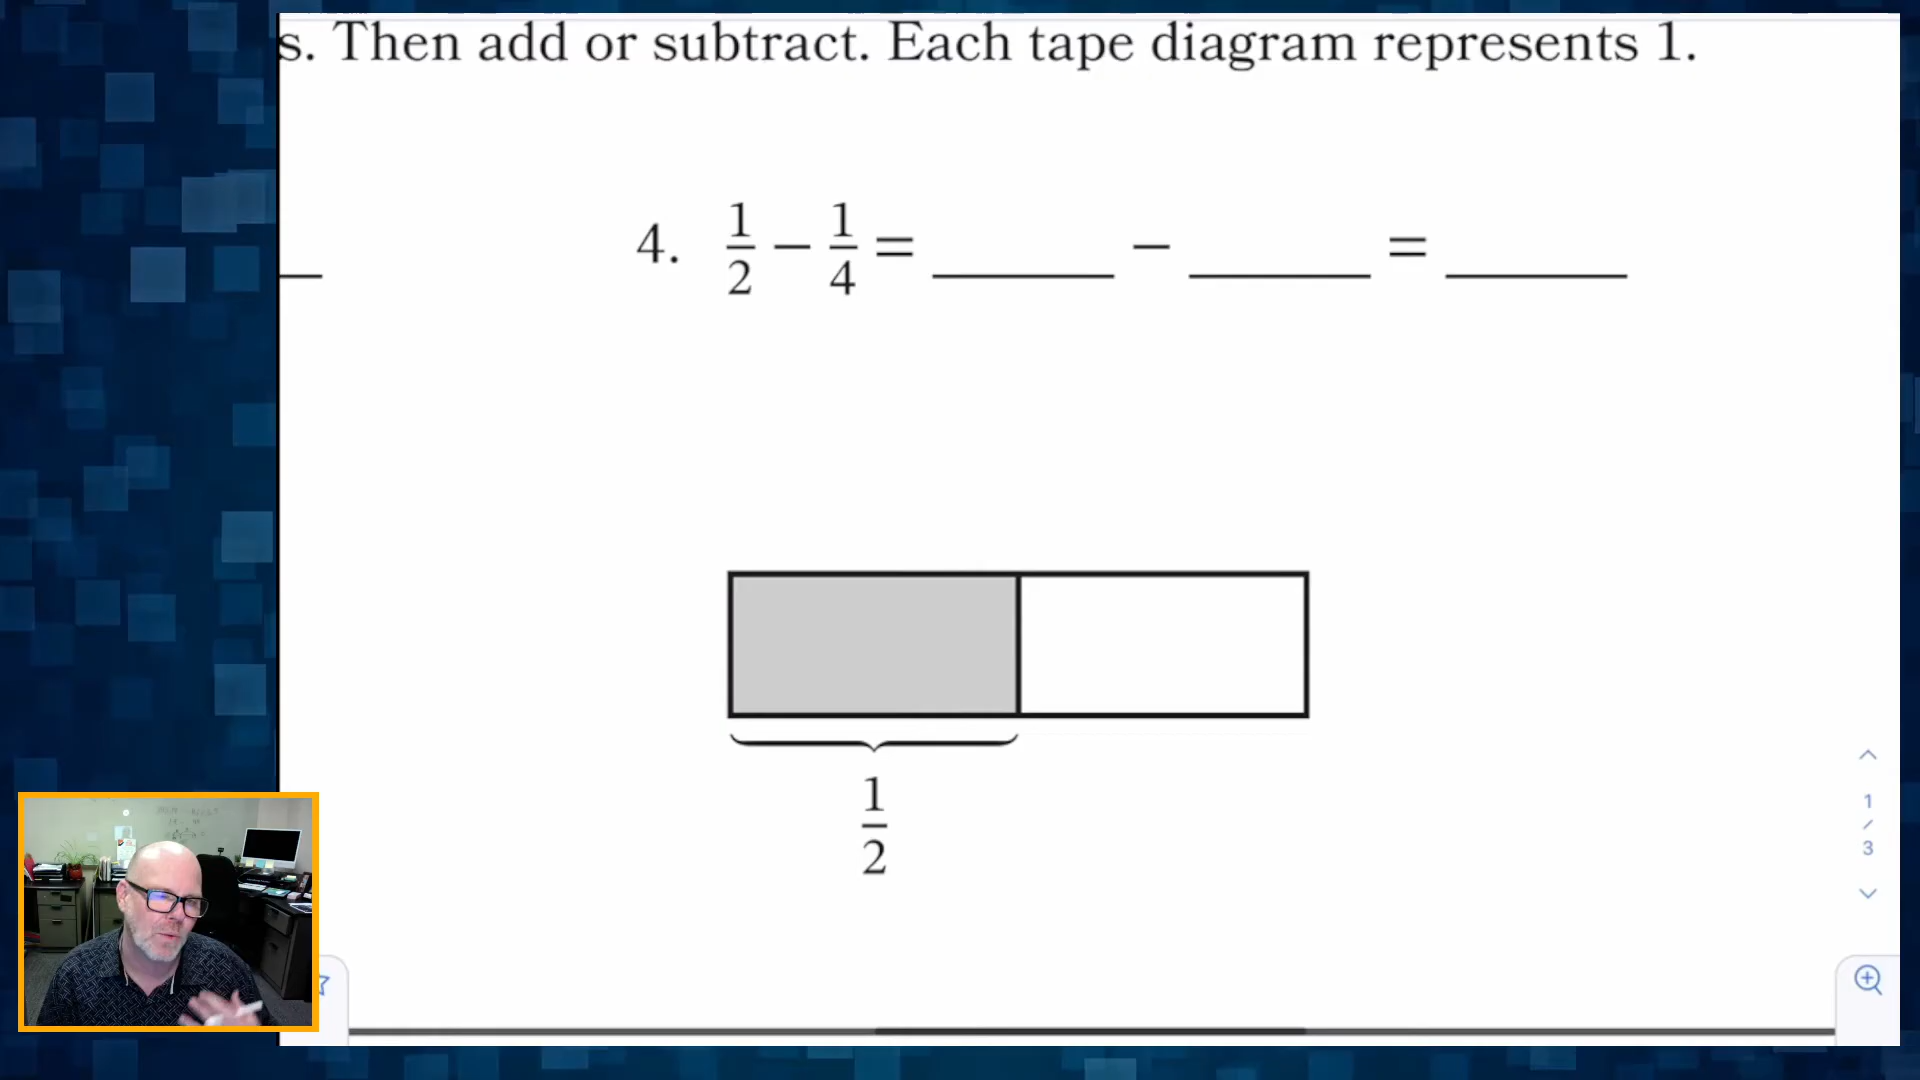 s. Then add or subtract. Each tape diagram represents 1.
4. 1/2 − 1/4 = ______ − ______ = ______
1/2
1
/
3